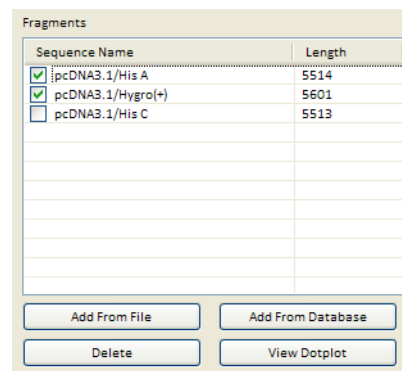 Fragments
Sequence Name Length
pcDNA3.1/His A 5514
pcDNA3.1/Hygro(+) 5601
pcDNA3.1/His C 5513
Add From File Add From Database
Delete View Dotplot